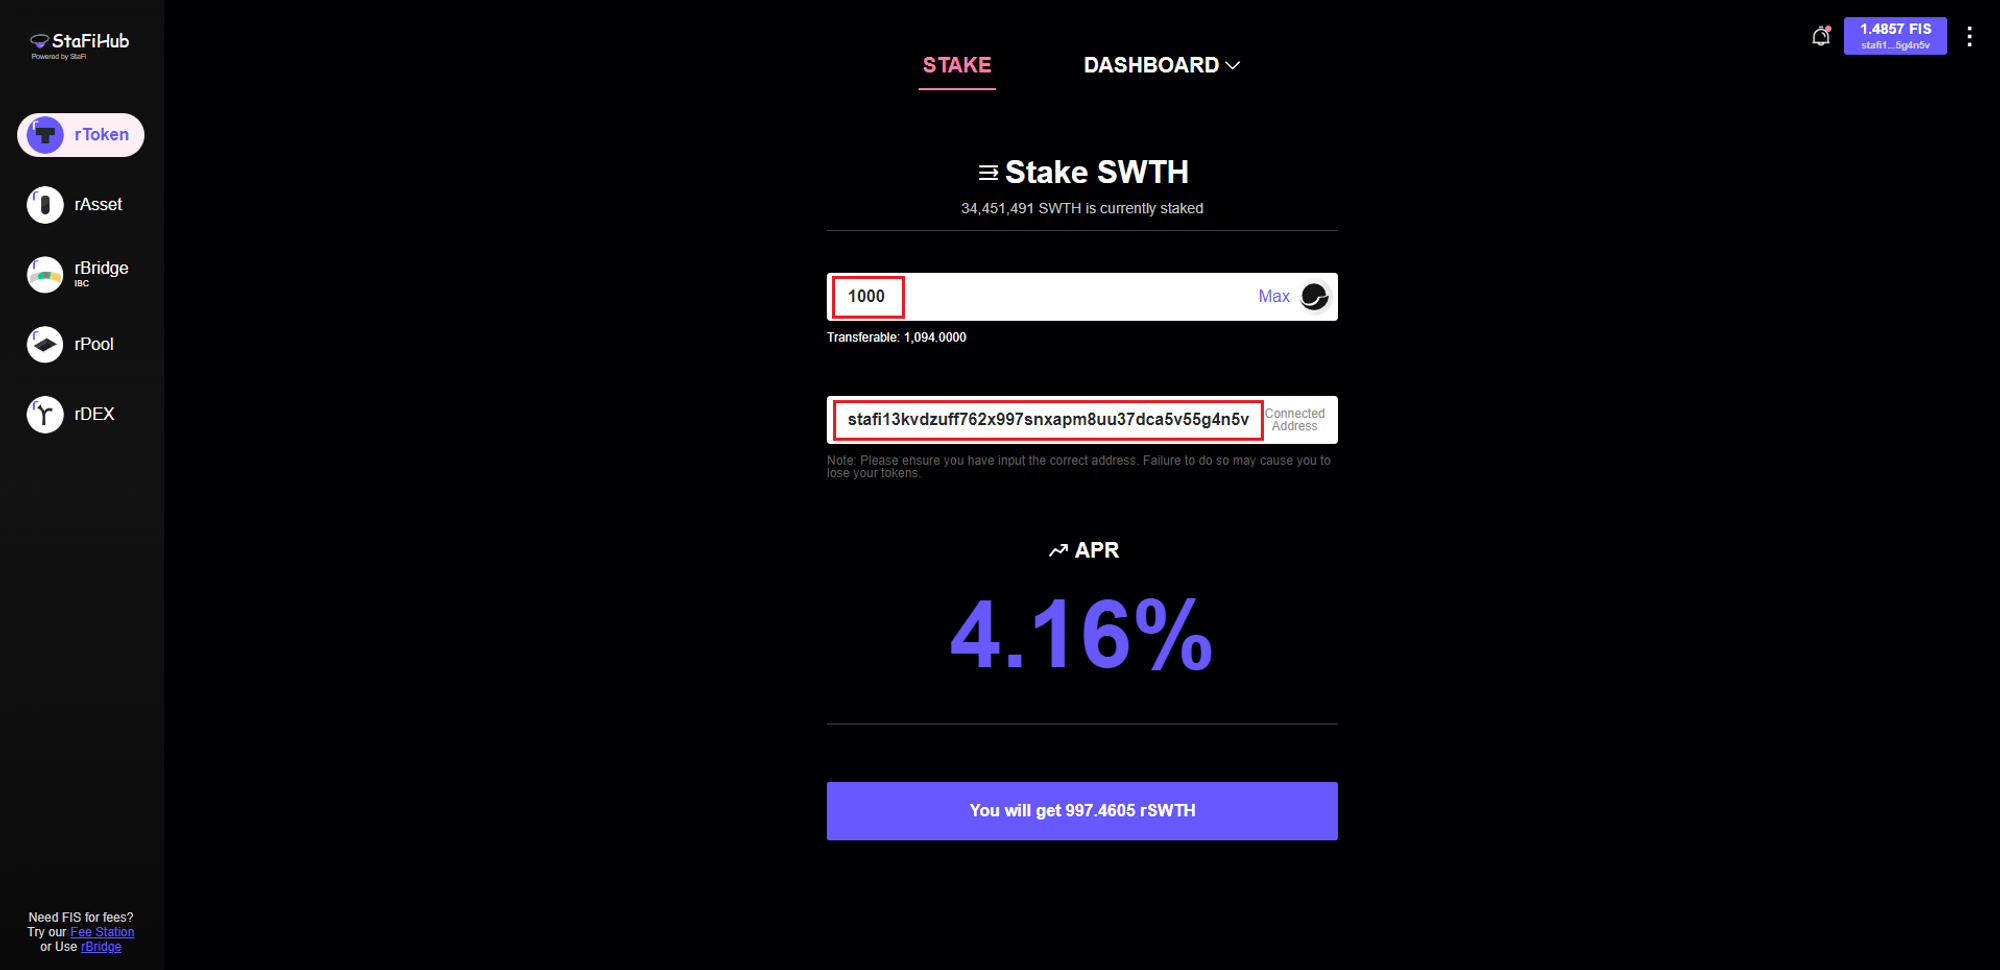 StaFiHub
Powered by StaFi
rToken
rAsset
rBridge
IBC
rPool
rDEX
Need FIS for fees?
Try our Fee Station
or Use rBridge
STAKE
DASHBOARD
1.4857 FIS
stafi1...5g4n5v
Stake SWTH
34,451,491 SWTH is currently staked
1000
Max
Transferable: 1,094.0000
stafi13kvdzuff762x997snxapm8uu37dca5v55g4n5v
Connected
Address
Note: Please ensure you have input the correct address. Failure to do so may cause you to
lose your tokens.
APR
4.16%
You will get 997.4605 rSWTH